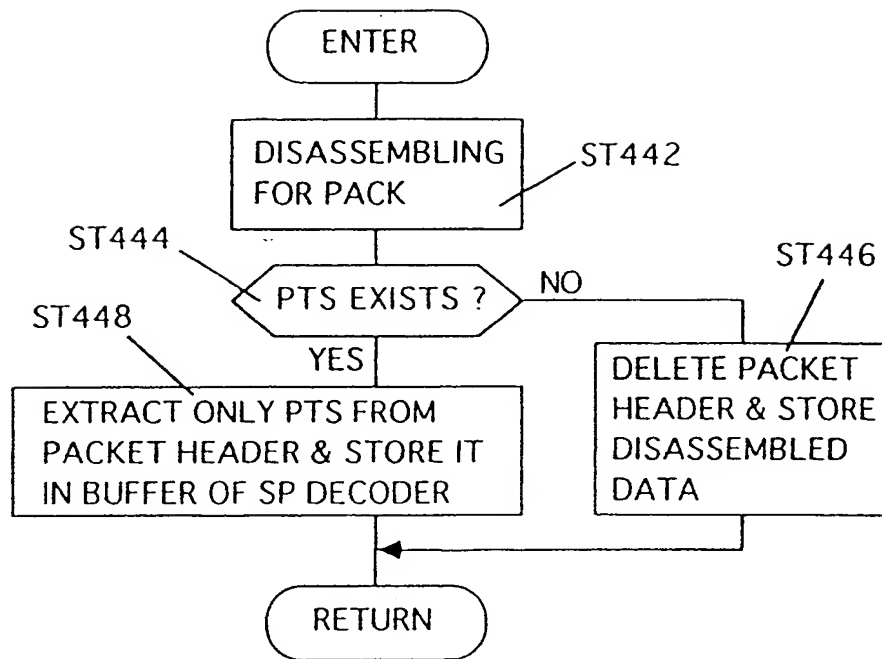 ENTER
DISASSEMBLING
FOR PACK
ST442
ST444
PTS EXISTS ?
NO
ST446
ST448
YES
EXTRACT ONLY PTS FROM
PACKET HEADER & STORE IT
IN BUFFER OF SP DECODER
DELETE PACKET
HEADER & STORE
DISASSEMBLED
DATA
RETURN